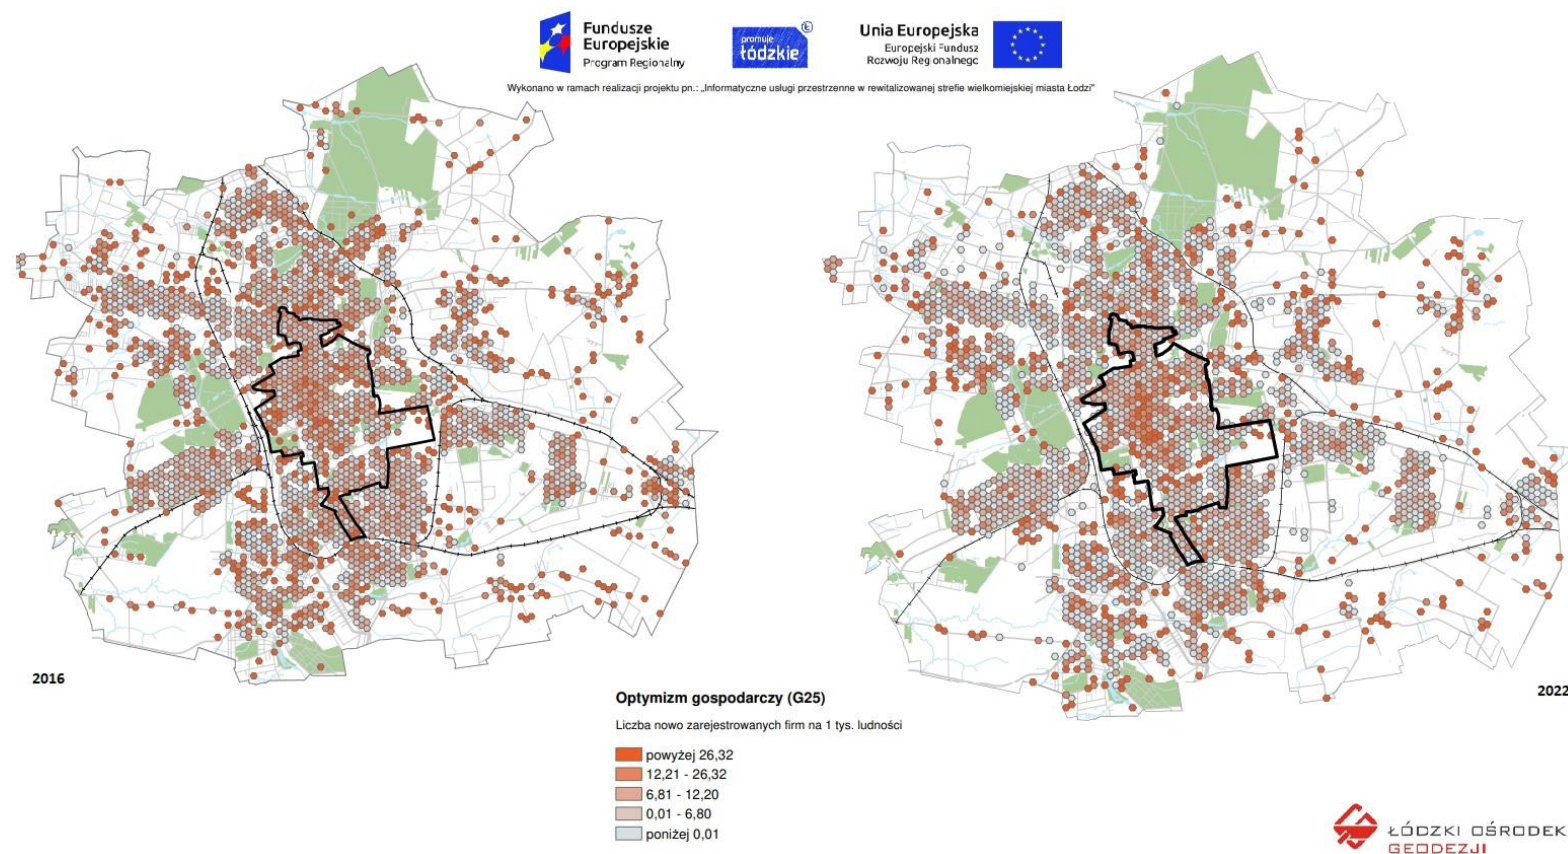 Fundusze
Europejskie
Program Regionalny
promuje
łódzkie
Unia Europejska
Europejski Fundusz
Rozwoju Regionalnego
Wykonano w ramach realizacji projektu pn.: „Informatyczne usługi przestrzenne w rewitalizowanej strefie wielkomiejskiej miasta Łodzi"
2016
2022
Optymizm gospodarczy (G25)
Liczba nowo zarejestrowanych firm na 1 tys. ludności
powyżej 26,32
12,21 - 26,32
6,81 - 12,20
0,01 - 6,80
poniżej 0,01
ŁÓDZKI OŚRODEK
GEODEZJI